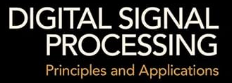 DIGITAL SIGNAL
PROCESSING
Principles and Applications